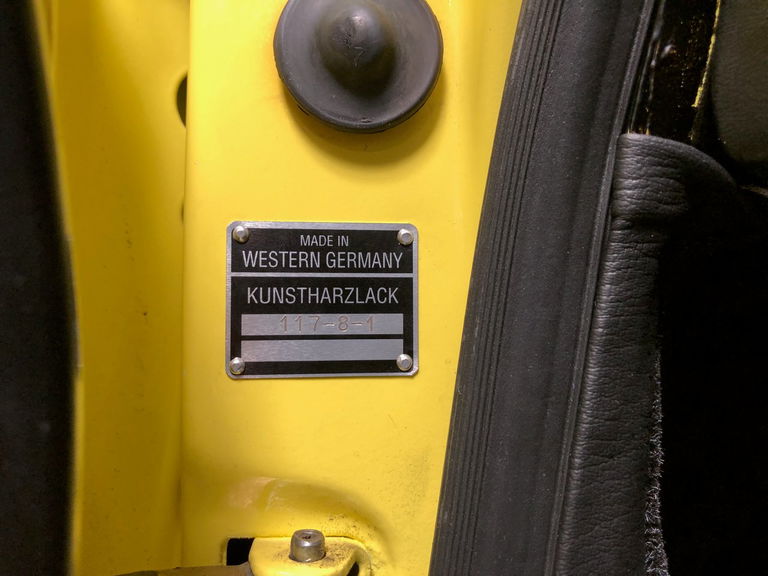 MADE IN
WESTERN GERMANY
KUNSTHARZLACK
117-8-1